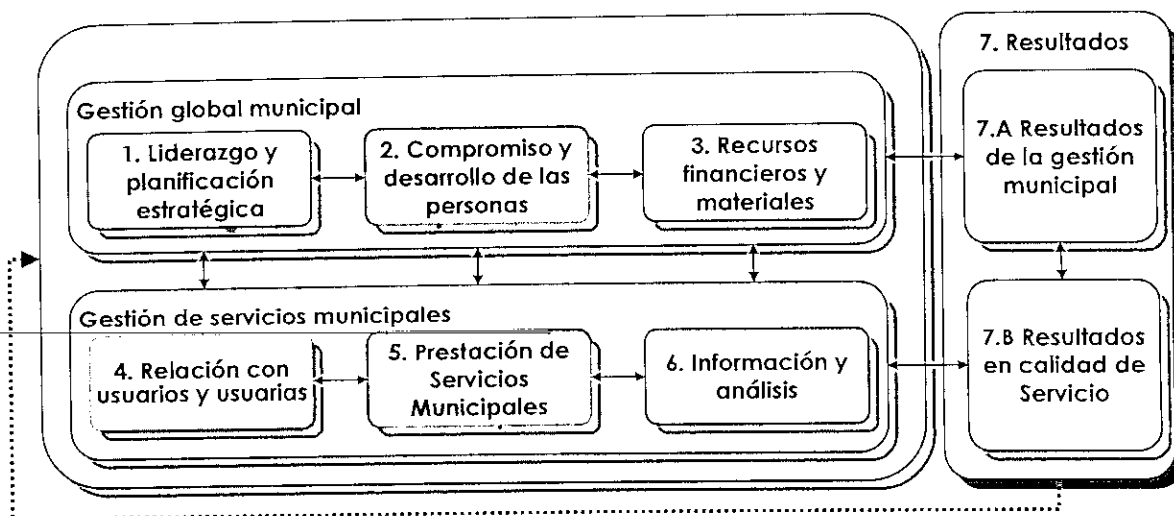 7. Resultados
Gestión global municipal
1. Liderazgo y
planificación
estratégica
2. Compromiso y
desarrollo de las
personas
3. Recursos
financieros y
materiales
7.A Resultados
de la gestión
municipal
Gestión de servicios municipales
4. Relación con
usuarios y usuarias
5. Prestación de
Servicios
Municipales
6. Información y
análisis
7.B Resultados
en calidad de
Servicio